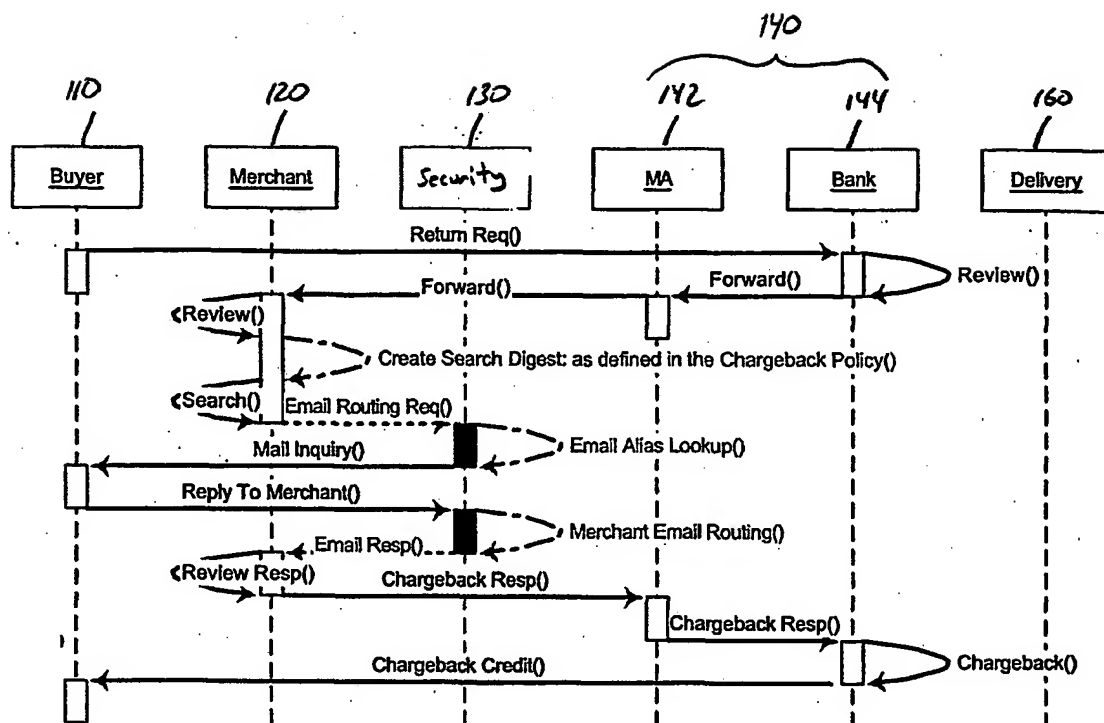 140
110 120 130 142 144 160
Buyer Merchant Security MA Bank Delivery
Return Req()
Review()
Forward() Forward()
Review()
Create Search Digest: as defined in the Chargeback Policy()
Search() Email Routing Req()
Mail Inquiry() Email Alias Lookup()
Reply To Merchant()
Merchant Email Routing()
Email Resp()
Review Resp() Chargeback Resp()
Chargeback Resp()
Chargeback Credit() Chargeback()